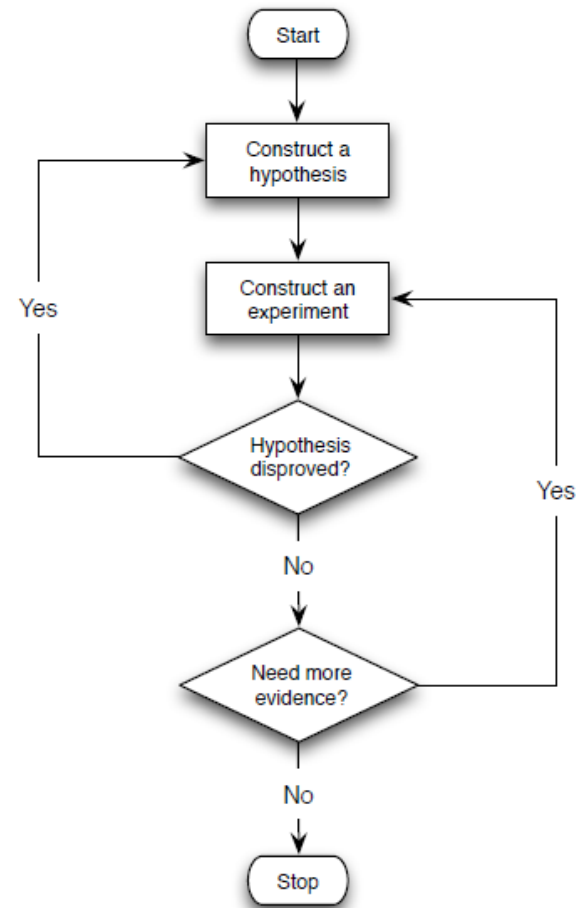 Start
Construct a
hypothesis
Construct an
experiment
Yes
Hypothesis
disproved?
Yes
No
Need more
evidence?
No
Stop